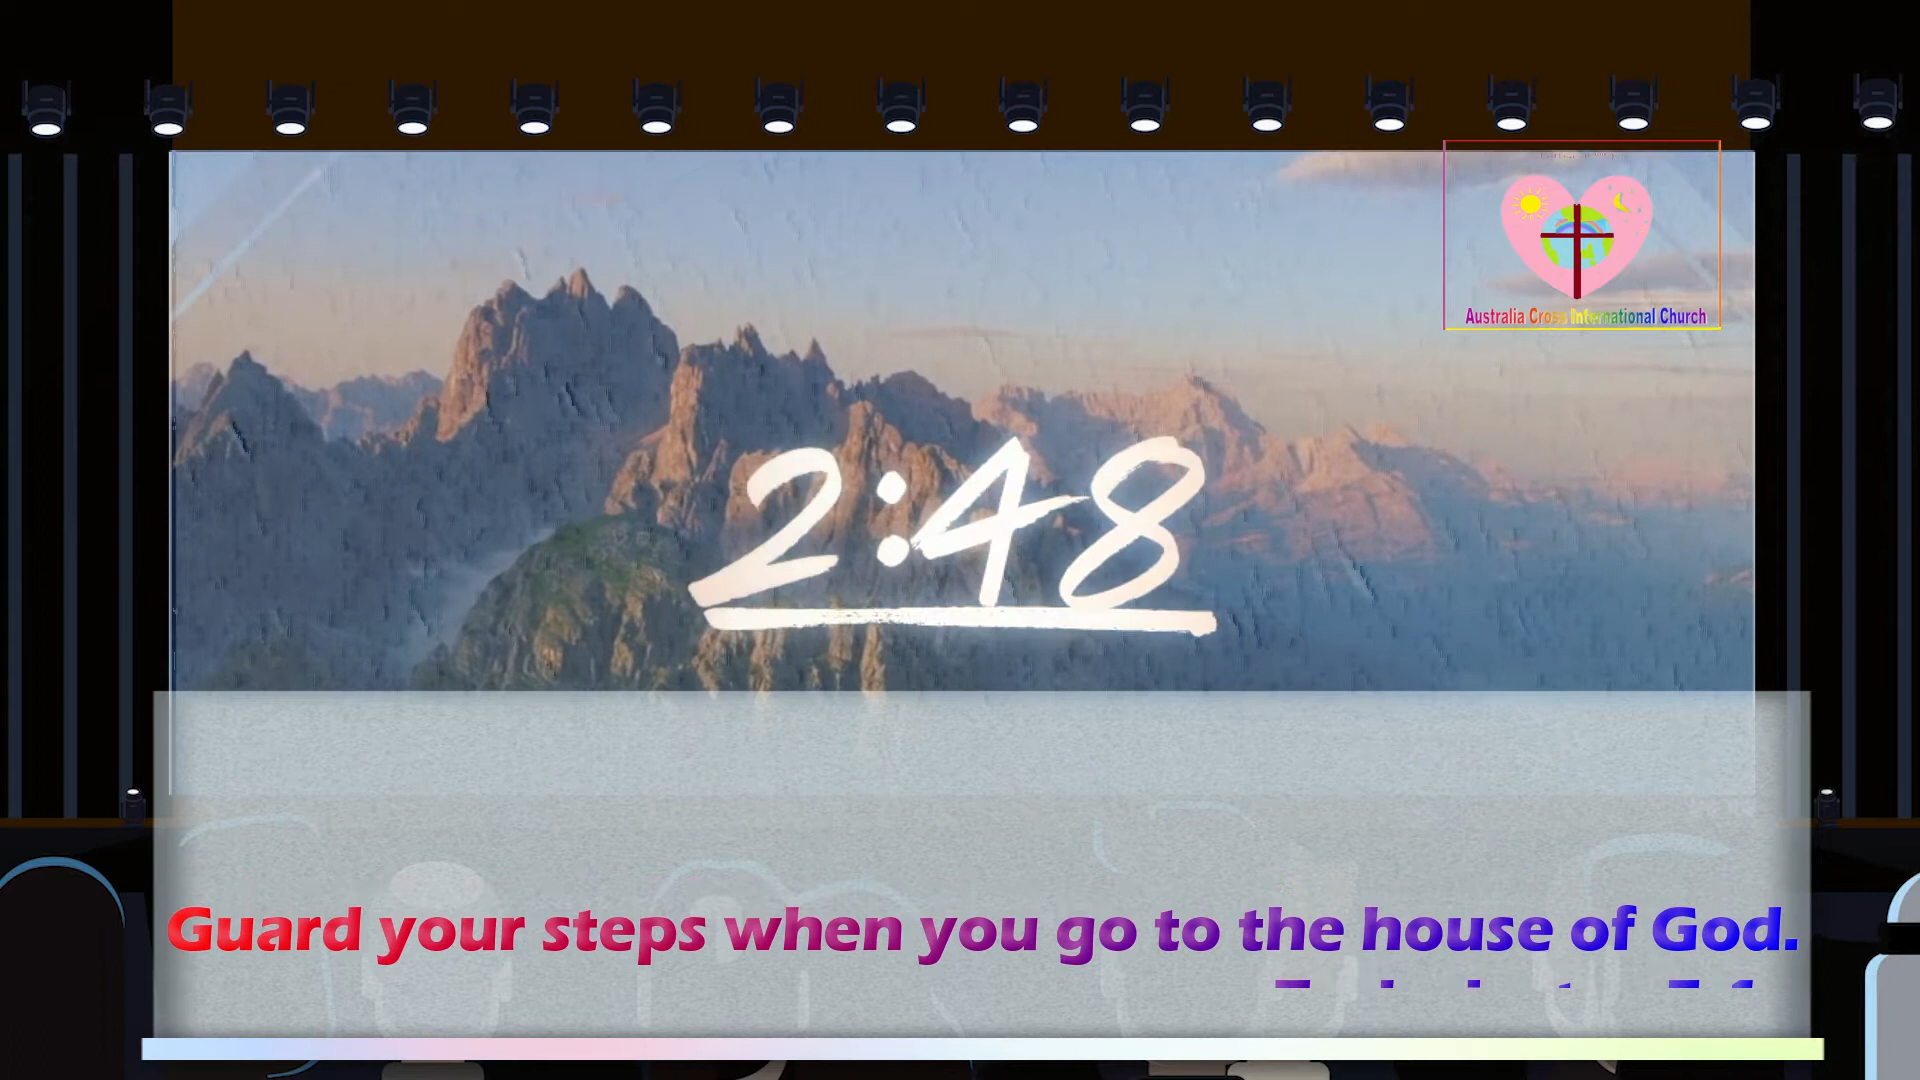 Australia Cross International Church
2:48
Guard your steps when you go to the house of God.